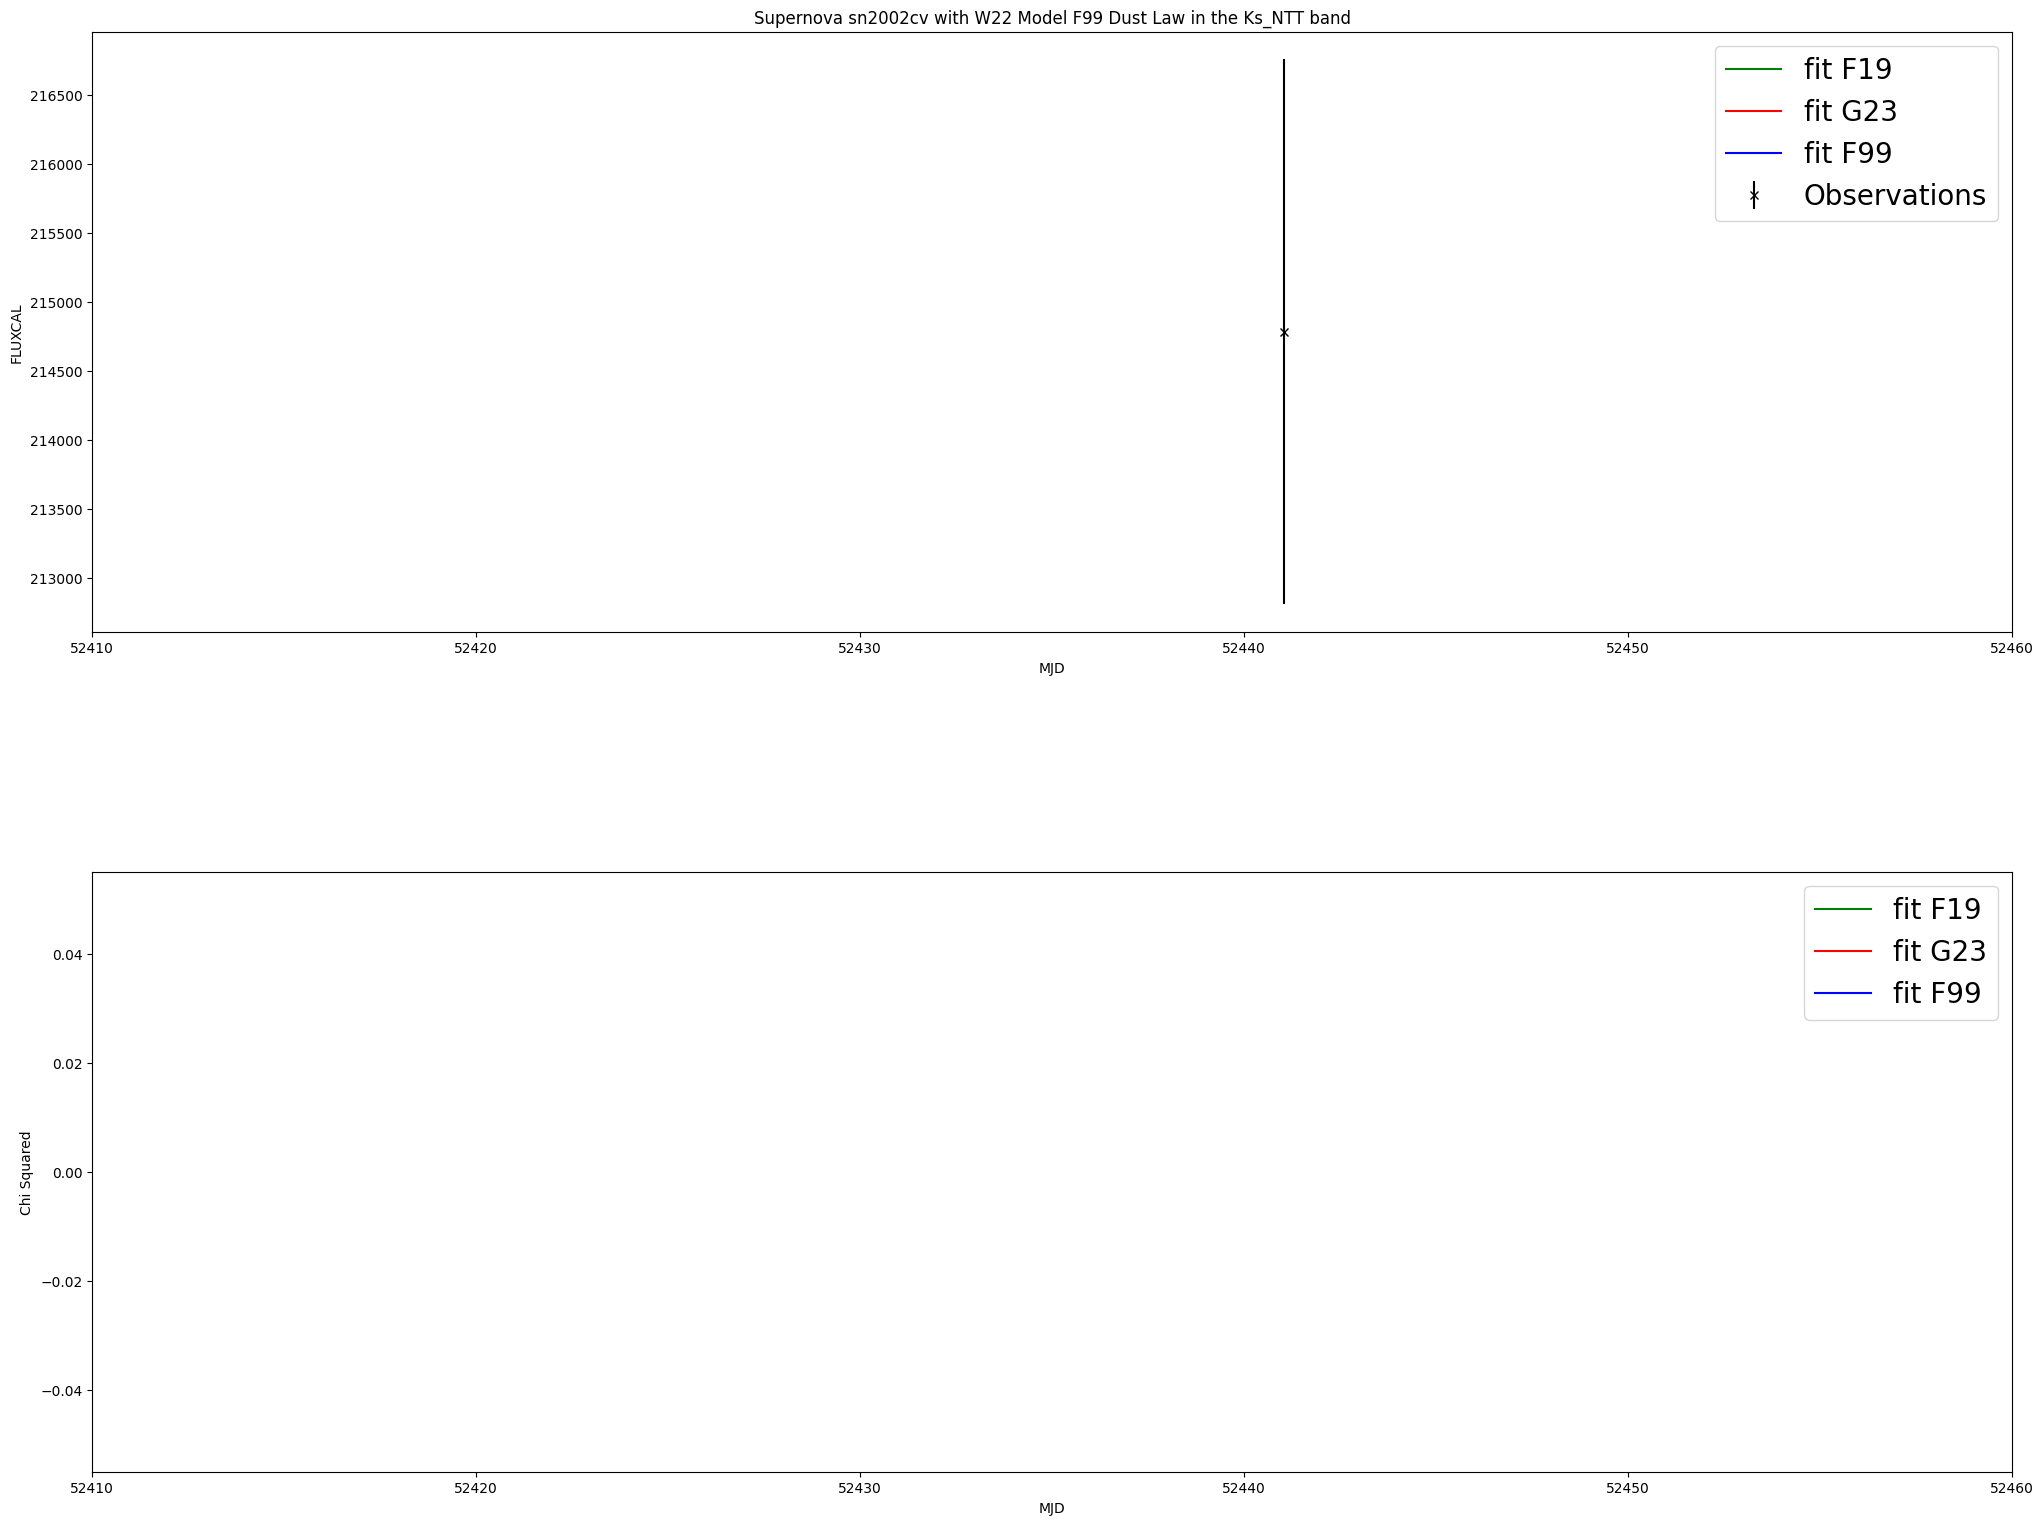 Supernova sn2002cv with W22 Model F99 Dust Law in the Ks_NTT band
fit F19
fit G23
fit F99
Observations
216500
216000
215500
215000
214500
214000
213500
213000
FLUXCAL
52410 52420 52430 52440 52450 52460
MJD
fit F19
fit G23
fit F99
0.04
0.02
0.00
−0.02
−0.04
Chi Squared
52410 52420 52430 52440 52450 52460
MJD